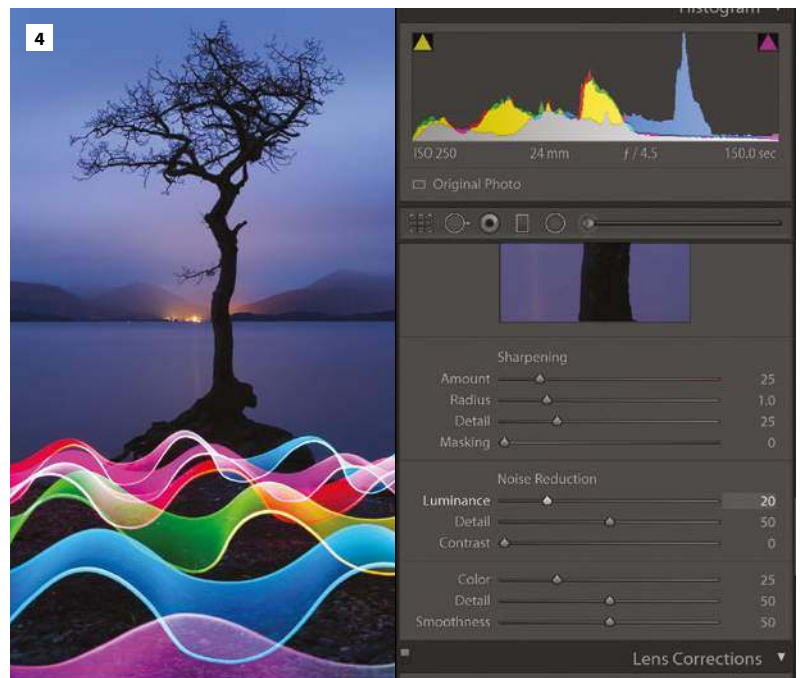 4
Histogram
ISO 250 24 mm f / 4.5 150.0 sec
Original Photo
Sharpening
Amount 25
Radius 1.0
Detail 25
Masking 0
Noise Reduction
Luminance 20
Detail 50
Contrast 0
Color 25
Detail 50
Smoothness 50
Lens Corrections